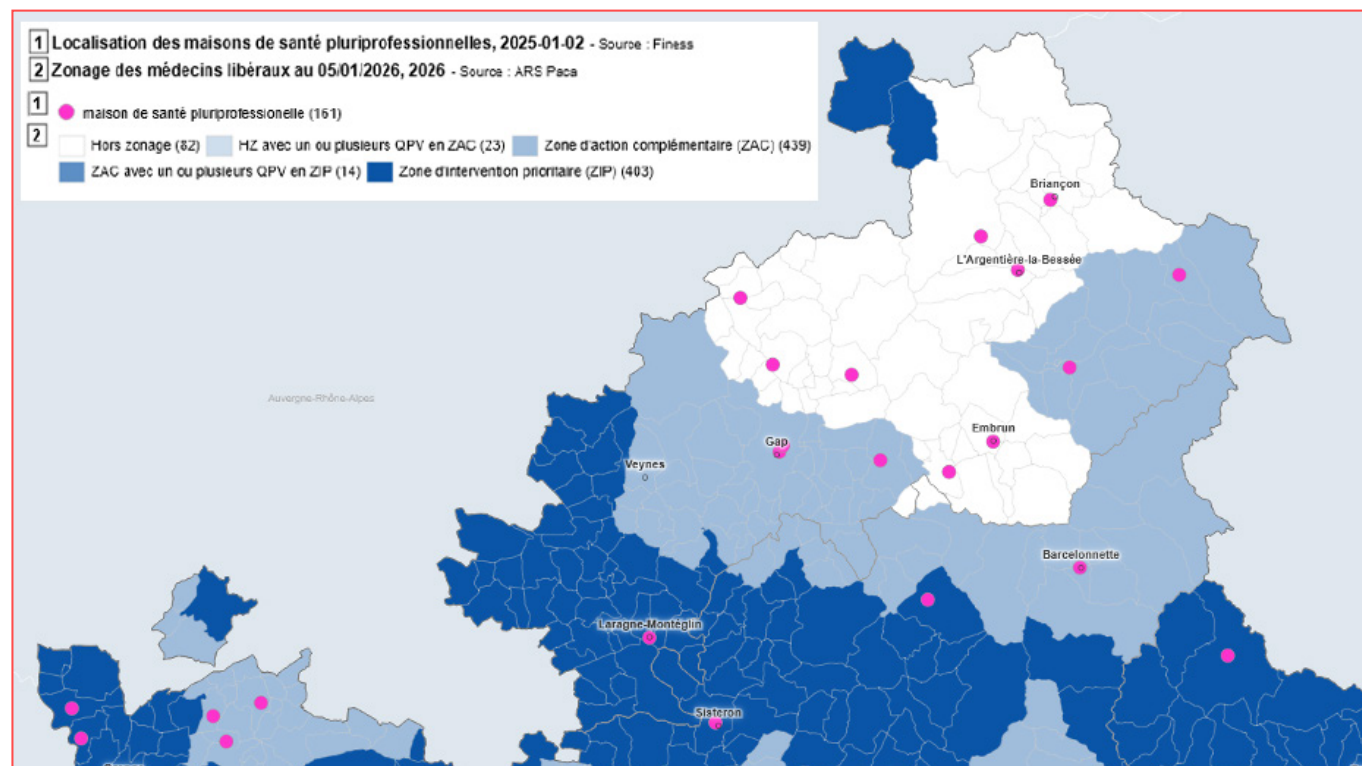 1 Localisation des maisons de santé pluriprofessionnelles, 2025-01-02 - Source : Finess
2 Zonage des médecins libéraux au 05/01/2026, 2026 - Source : ARS Paca
1 maison de santé pluriprofessionelle (161)
2
Hors zonage (82) HZ avec un ou plusieurs QPV en ZAC (23) Zone d'action complémentaire (ZAC) (439)
ZAC avec un ou plusieurs QPV en ZIP (14) Zone d'intervention prioritaire (ZIP) (403)
Briançon
L'Argentière-la-Bessée
Auvergne-Rhône-Alpes
Embrun
Gap
Veynes
Barcelonnette
Laragne-Montéglin
Sisteron